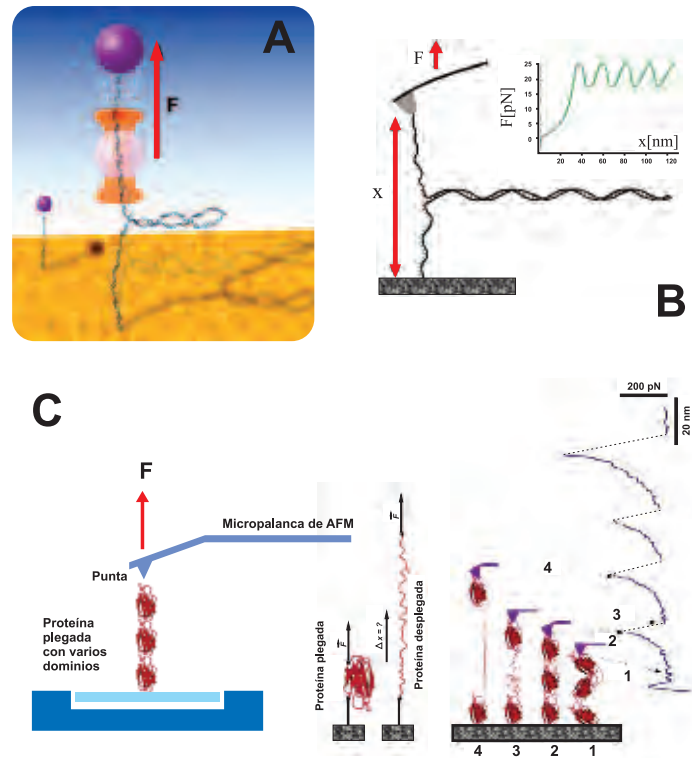 A
F
B
F
X
F[pN]
25
20
15
10
5
0
x[nm]
20 40 60 80 100 120
C
F
Micropalanca de AFM
Punta
Proteína
plegada
con varios
dominios
Proteína plegada
F
Δ x = ?
F
Proteína desplegada
200 pN
20 nm
4
3
2
1
4 3 2 1